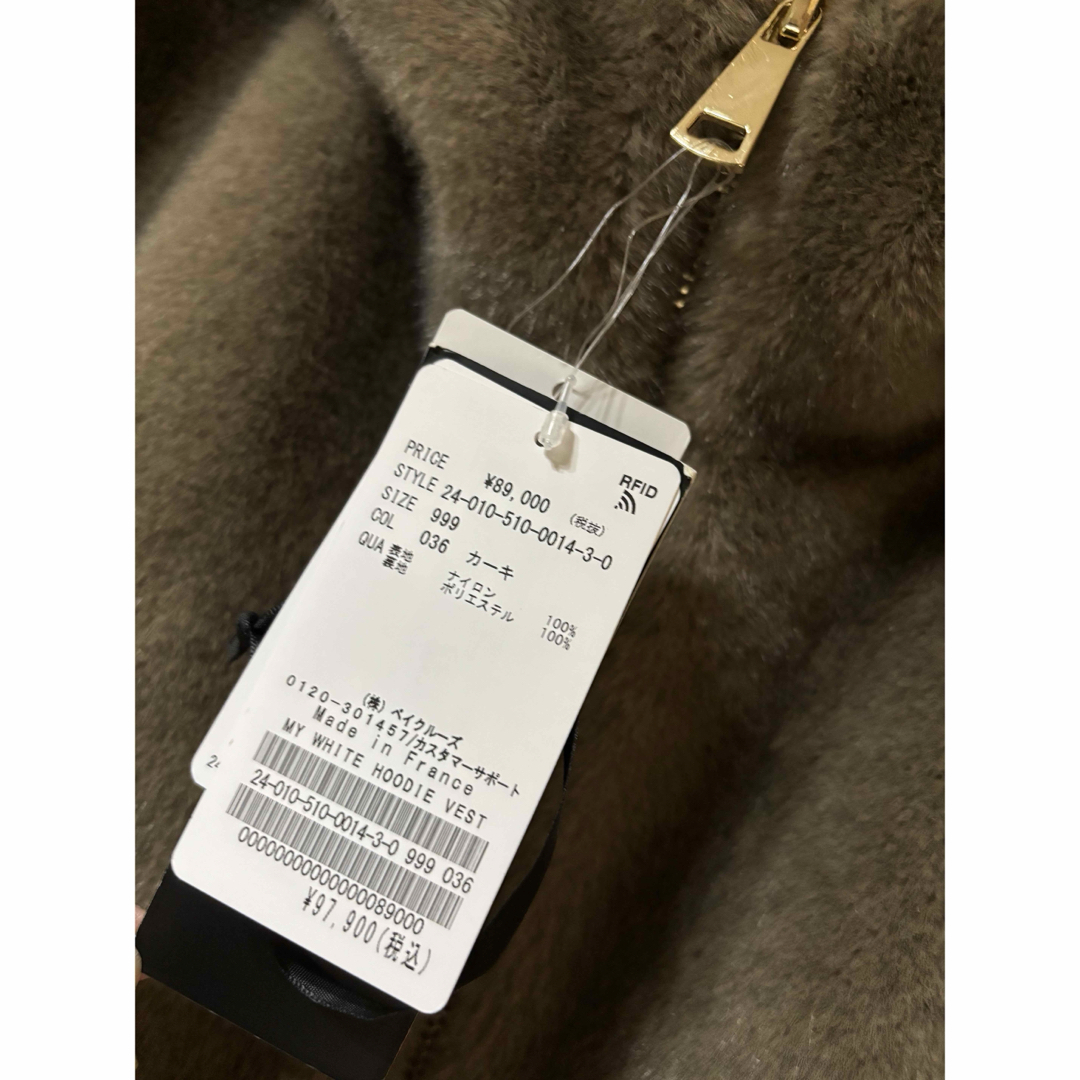 RFID
PRICE ¥89,000 (税抜)
STYLE 24-010-510-0014-3-0
SIZE 999
COL 036 カーキ
QUA 表地 ナイロン 100%
裏地 ポリエステル 100%
(株) ベイクルーズ
0120-301457/カスタマーサポート
Made in France
MY WHITE HOODIE VEST
24-010-510-0014-3-0 999 036
0000000000000089000
¥97,900(税込)
24